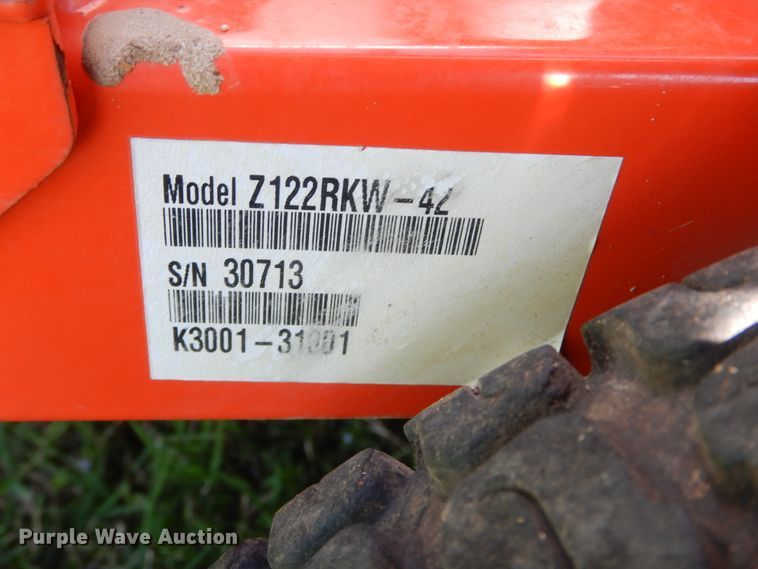 Model Z122RKW-42
S/N 30713
K3001-31001
Purple Wave Auction